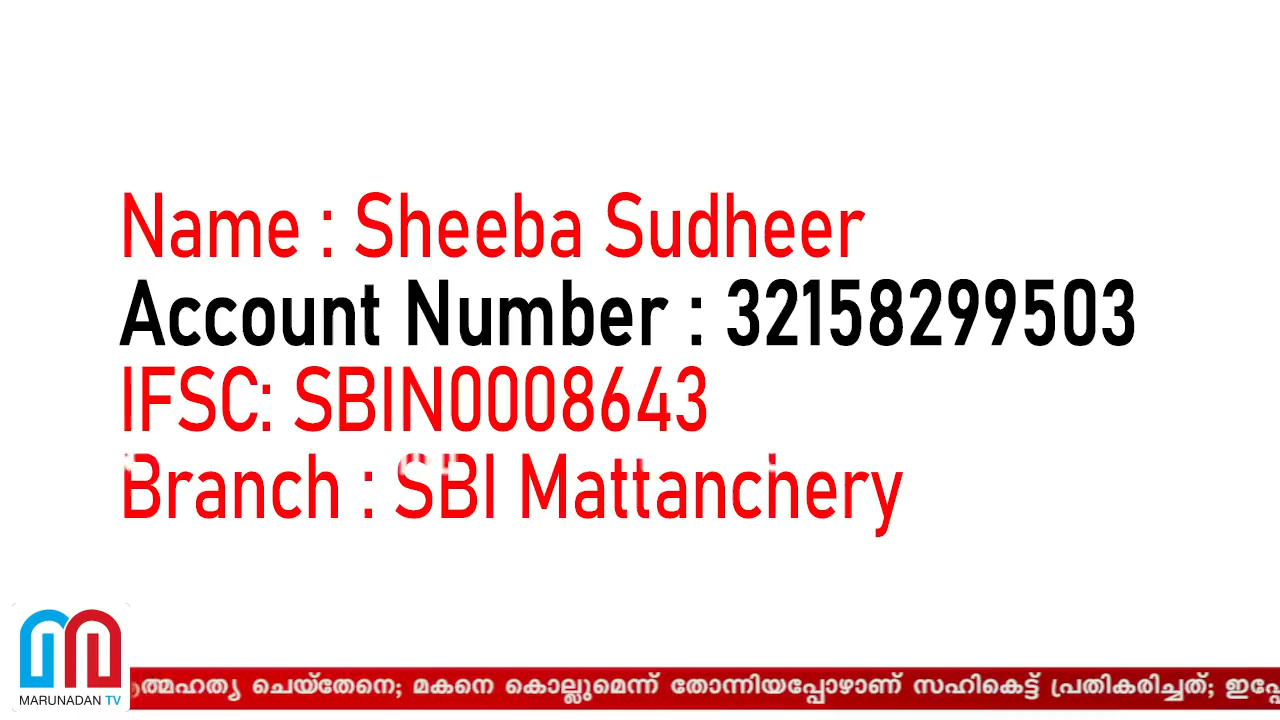 Name : Sheeba Sudheer
Account Number : 32158299503
IFSC: SBIN0008643
Branch : SBI Mattanchery
MARUNADAN TV
ചെയ്തേനെ; മകനെ കൊല്ലുമെന്ന് തോന്നിയപ്പോഴാണ് സഹികെട്ട് പ്രതികരിച്ചത്;